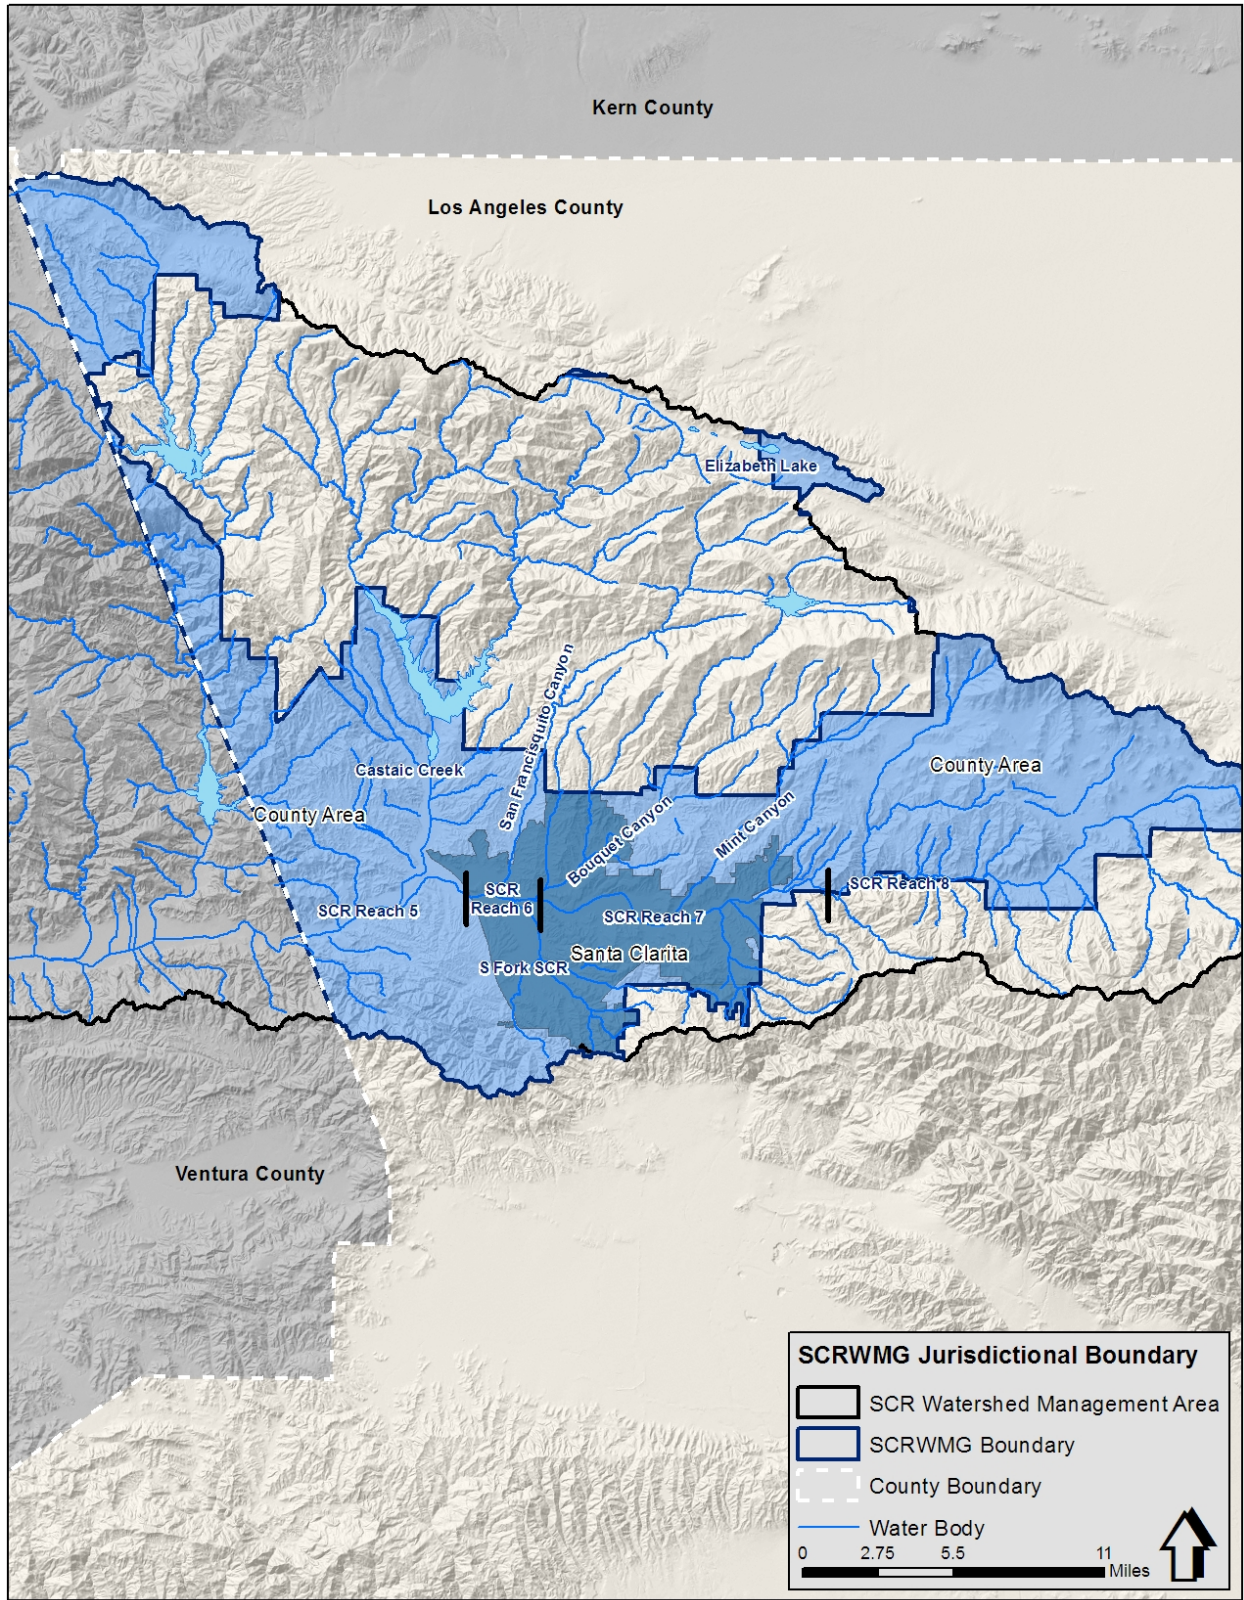 Kern County
Los Angeles County
Elizabeth Lake
San Francisquito Canyon
Castaic Creek
County Area
County Area
Bouquet Canyon
Mint Canyon
SCR
Reach 6
SCR Reach 8
SCR Reach 5
SCR Reach 7
Santa Clarita
S Fork SCR
Ventura County
SCRWMG Jurisdictional Boundary
SCR Watershed Management Area
SCRWMG Boundary
County Boundary
Water Body
0 2.75 5.5 11
Miles